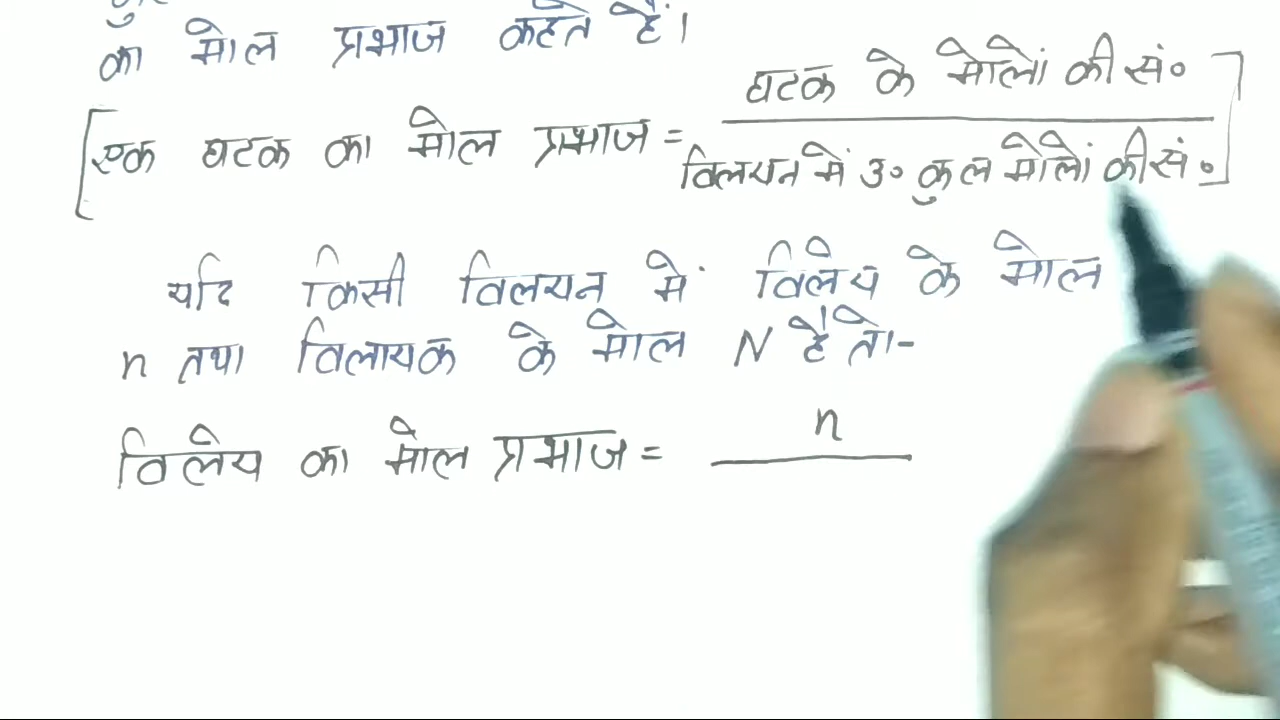 का मोल प्रभाज कहते हैं।
घटक के मोलों की सं०
[एक घटक का मोल प्रभाज =
विलयन में उ० कुल मोलों की सं०]
यदि किसी विलयन में विलेय के मोल
n तथा विलायक के मोल N है तो-
n
विलेय का मोल प्रभाज =